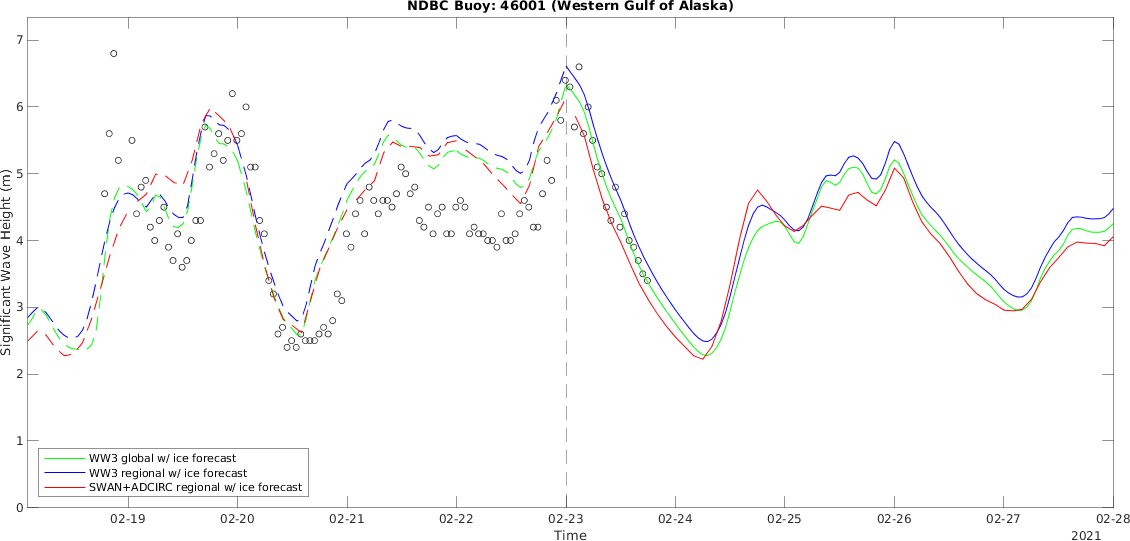 NDBC Buoy: 46001 (Western Gulf of Alaska)
7
6
5
4
3
2
1
0
Significant Wave Height (m)
WW3 global w/ ice forecast
WW3 regional w/ ice forecast
SWAN+ADCIRC regional w/ ice forecast
02-19 02-20 02-21 02-22 02-23 02-24 02-25 02-26 02-27 02-28
Time
2021